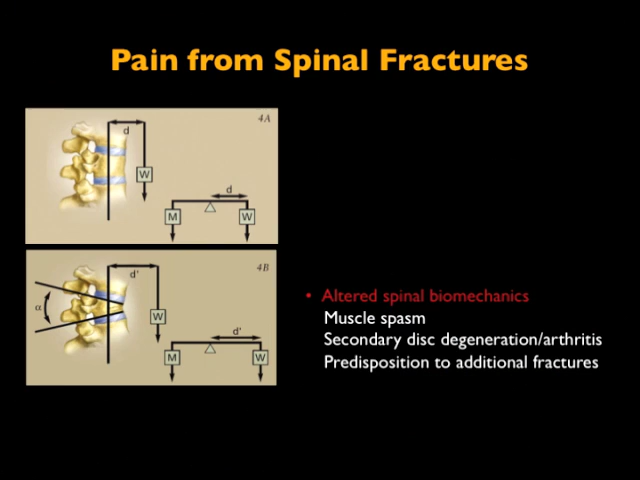 Pain from Spinal Fractures
4A
d
W
d
M
W
4B
d'
α
W
d'
M
W
• Altered spinal biomechanics
Muscle spasm
Secondary disc degeneration/arthritis
Predisposition to additional fractures